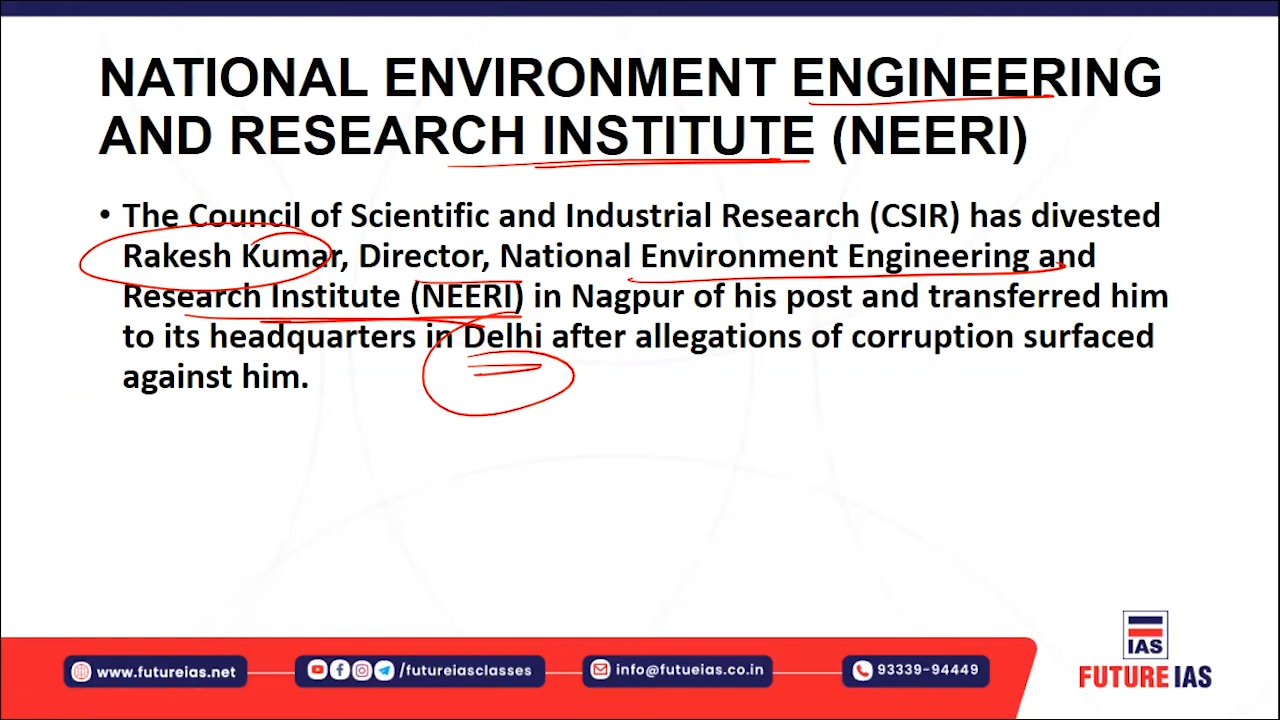 NATIONAL ENVIRONMENT ENGINEERING
AND RESEARCH INSTITUTE (NEERI)
• The Council of Scientific and Industrial Research (CSIR) has divested
Rakesh Kumar, Director, National Environment Engineering and
Research Institute (NEERI) in Nagpur of his post and transferred him
to its headquarters in Delhi after allegations of corruption surfaced
against him.
IAS
FUTURE IAS
www.futureias.net
/futureiasclasses
info@futueias.co.in
93339-94449